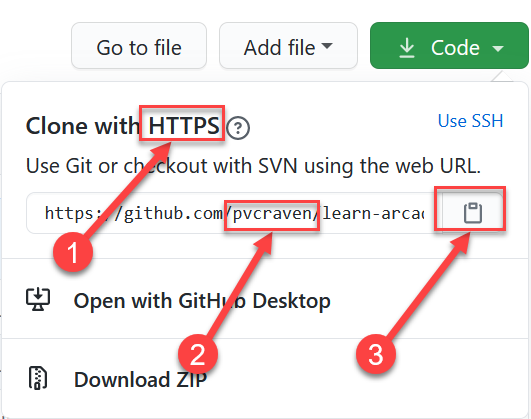 Go to file Add file Code
Clone with HTTPS ? Use SSH
Use Git or checkout with SVN using the web URL.
https://github.com/pvcraven/learn-arcad
1
Open with GitHub Desktop
2 3
Download ZIP